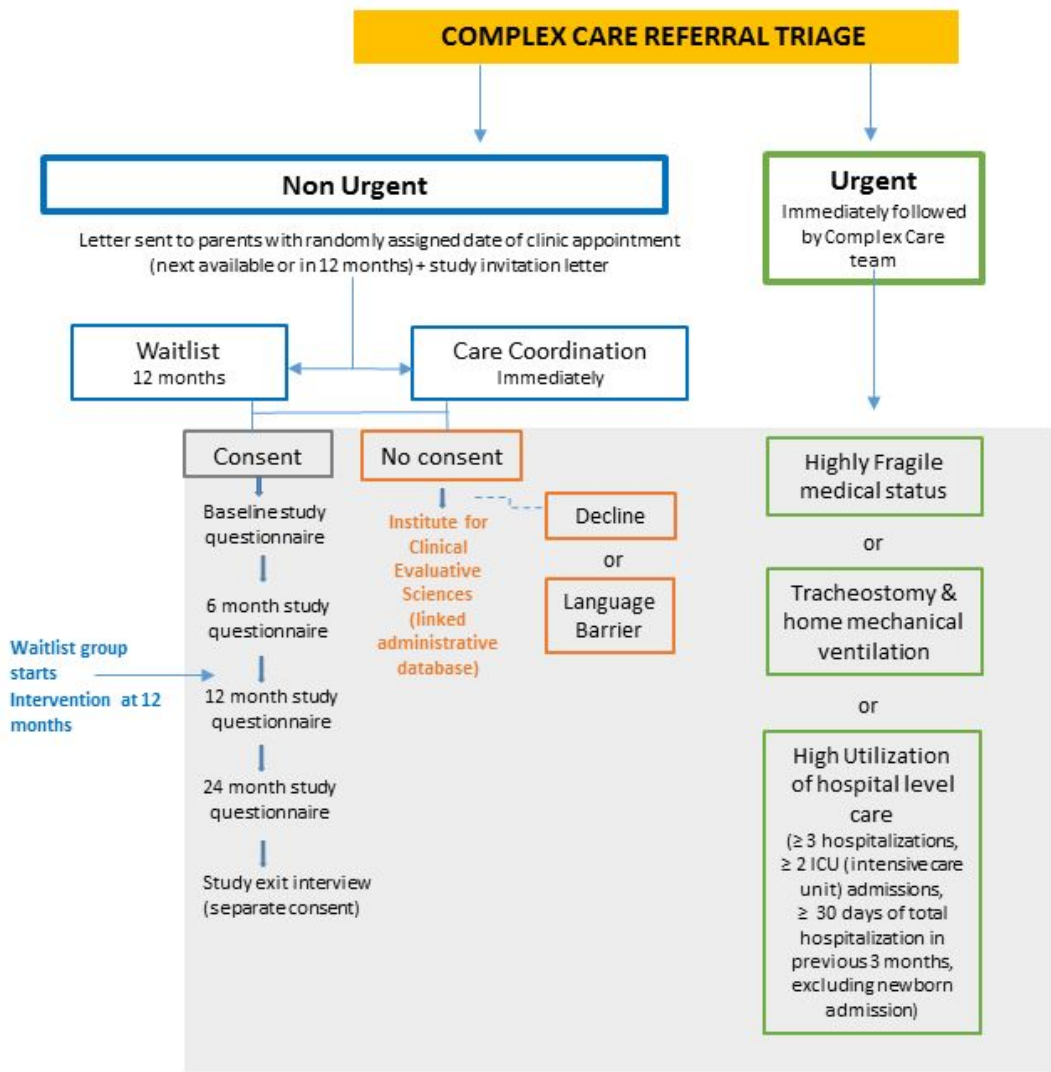 COMPLEX CARE REFERRAL TRIAGE
Non Urgent
Letter sent to parents with randomly assigned date of clinic appointment
(next available or in 12 months) + study invitation letter
Urgent
Immediately followed
by Complex Care
team
Waitlist
12 months
Care Coordination
Immediately
Consent
Baseline study
questionnaire
6 month study
questionnaire
Waitlist group
starts
Intervention at 12
months
12 month study
questionnaire
24 month study
questionnaire
Study exit interview
(separate consent)
No consent
Institute for
Clinical
Evaluative
Sciences
(linked
administrative
database)
Decline
or
Language
Barrier
Highly Fragile
medical status
or
Tracheostomy &
home mechanical
ventilation
or
High Utilization
of hospital level
care
(≥ 3 hospitalizations,
≥ 2 ICU (intensive care
unit) admissions,
≥ 30 days of total
hospitalization in
previous 3 months,
excluding newborn
admission)